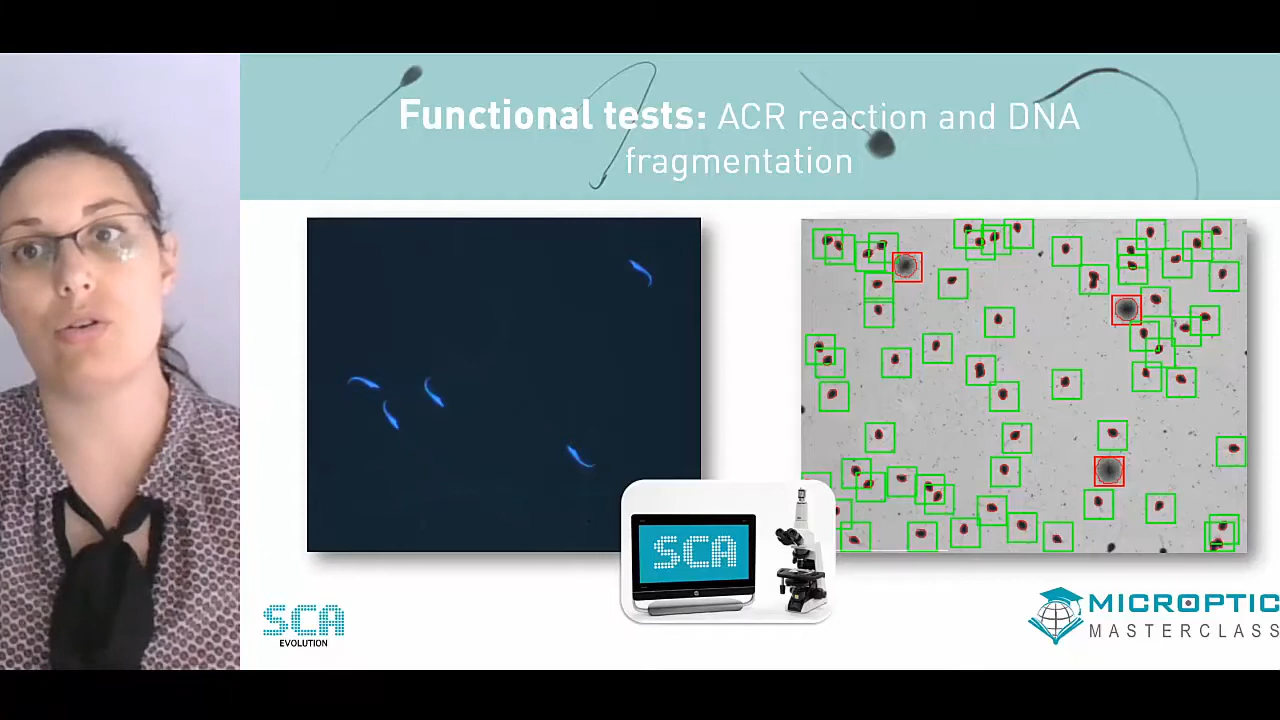 Functional tests: ACR reaction and DNA
fragmentation
SCA
SCA
EVOLUTION
MICROPTIC
MASTERCLASS